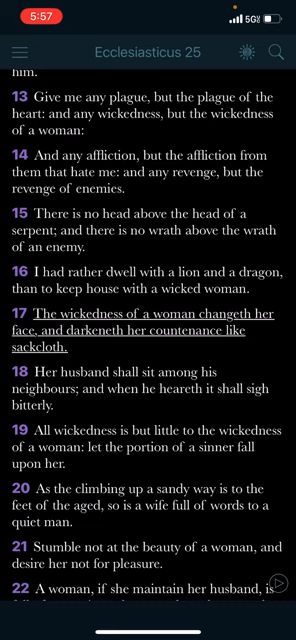 5:57
5G
Ecclesiasticus 25
him.
13 Give me any plague, but the plague of the
heart: and any wickedness, but the wickedness
of a woman:
14 And any affliction, but the affliction from
them that hate me: and any revenge, but the
revenge of enemies.
15 There is no head above the head of a
serpent; and there is no wrath above the wrath
of an enemy.
16 I had rather dwell with a lion and a dragon,
than to keep house with a wicked woman.
17 The wickedness of a woman changeth her
face, and darkeneth her countenance like
sackcloth.
18 Her husband shall sit among his
neighbours; and when he heareth it shall sigh
bitterly.
19 All wickedness is but little to the wickedness
of a woman: let the portion of a sinner fall
upon her.
20 As the climbing up a sandy way is to the
feet of the aged, so is a wife full of words to a
quiet man.
21 Stumble not at the beauty of a woman, and
desire her not for pleasure.
22 A woman, if she maintain her husband, is